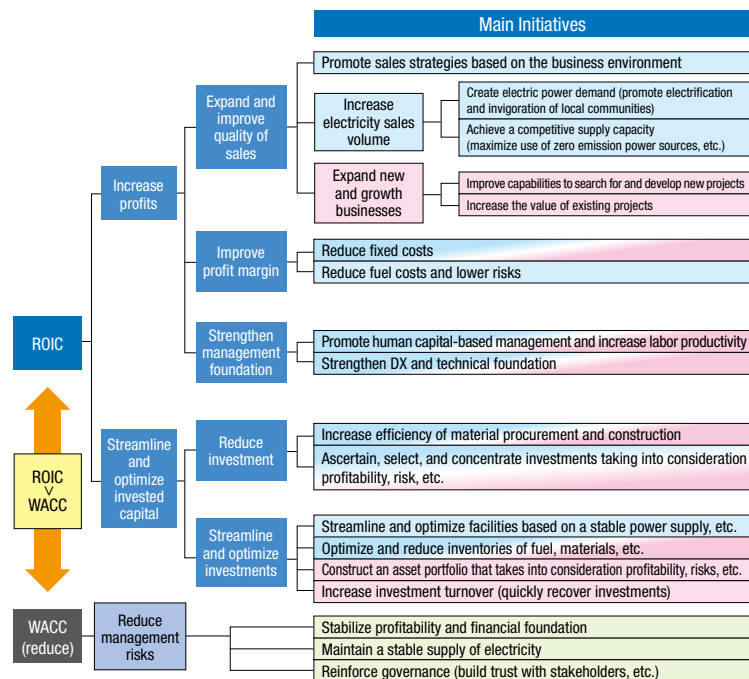 Main Initiatives
Promote sales strategies based on the business environment
Expand and
improve
quality of
sales
Increase
electricity sales
volume
Create electric power demand (promote electrification
and invigoration of local communities)
Achieve a competitive supply capacity
(maximize use of zero emission power sources, etc.)
Increase
profits
Expand new
and growth
businesses
Improve capabilities to search for and develop new projects
Increase the value of existing projects
Improve
profit margin
Reduce fixed costs
Reduce fuel costs and lower risks
ROIC
Strengthen
management
foundation
Promote human capital-based management and increase labor productivity
Strengthen DX and technical foundation
Streamline
and
optimize
invested
capital
Reduce
investment
Increase efficiency of material procurement and construction
Ascertain, select, and concentrate investments taking into consideration
profitability, risk, etc.
ROIC
∨
WACC
Streamline
and optimize
investments
Streamline and optimize facilities based on a stable power supply, etc.
Optimize and reduce inventories of fuel, materials, etc.
Construct an asset portfolio that takes into consideration profitability, risks, etc.
Increase investment turnover (quickly recover investments)
WACC
(reduce)
Reduce
management
risks
Stabilize profitability and financial foundation
Maintain a stable supply of electricity
Reinforce governance (build trust with stakeholders, etc.)